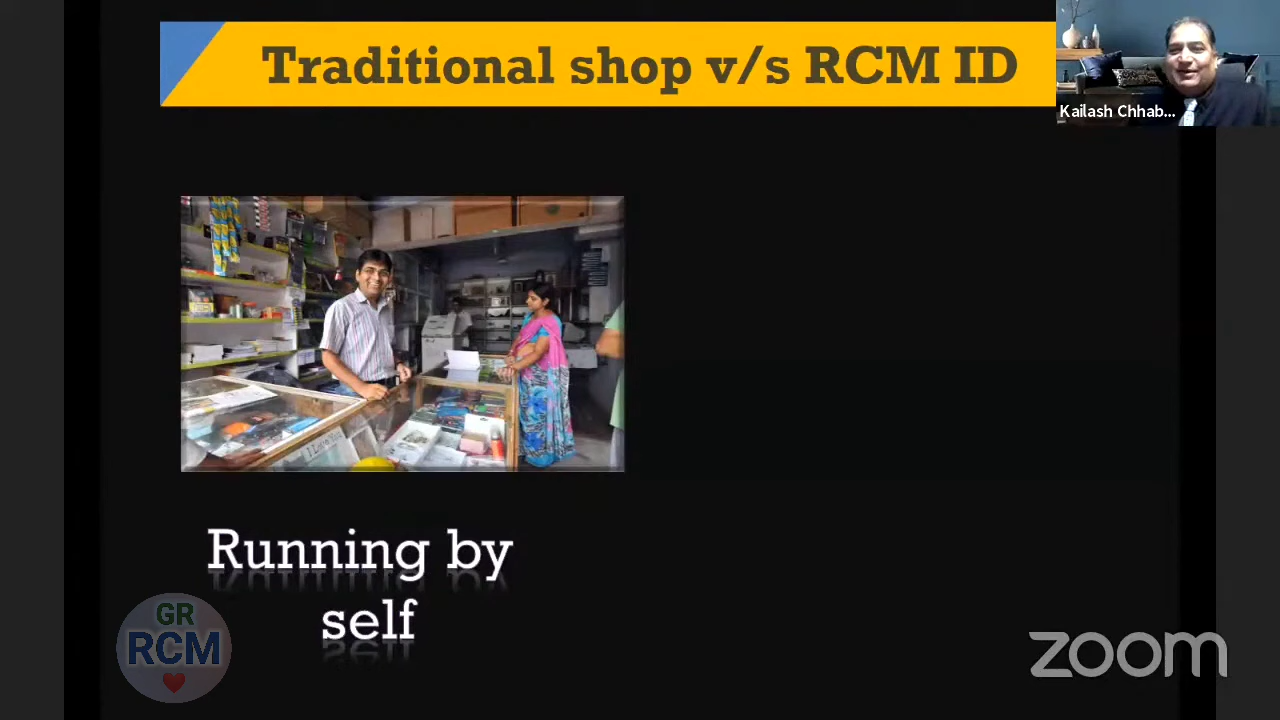 Traditional shop v/s RCM ID
Kailash Chhab...
Running by
self
GR
RCM
zoom